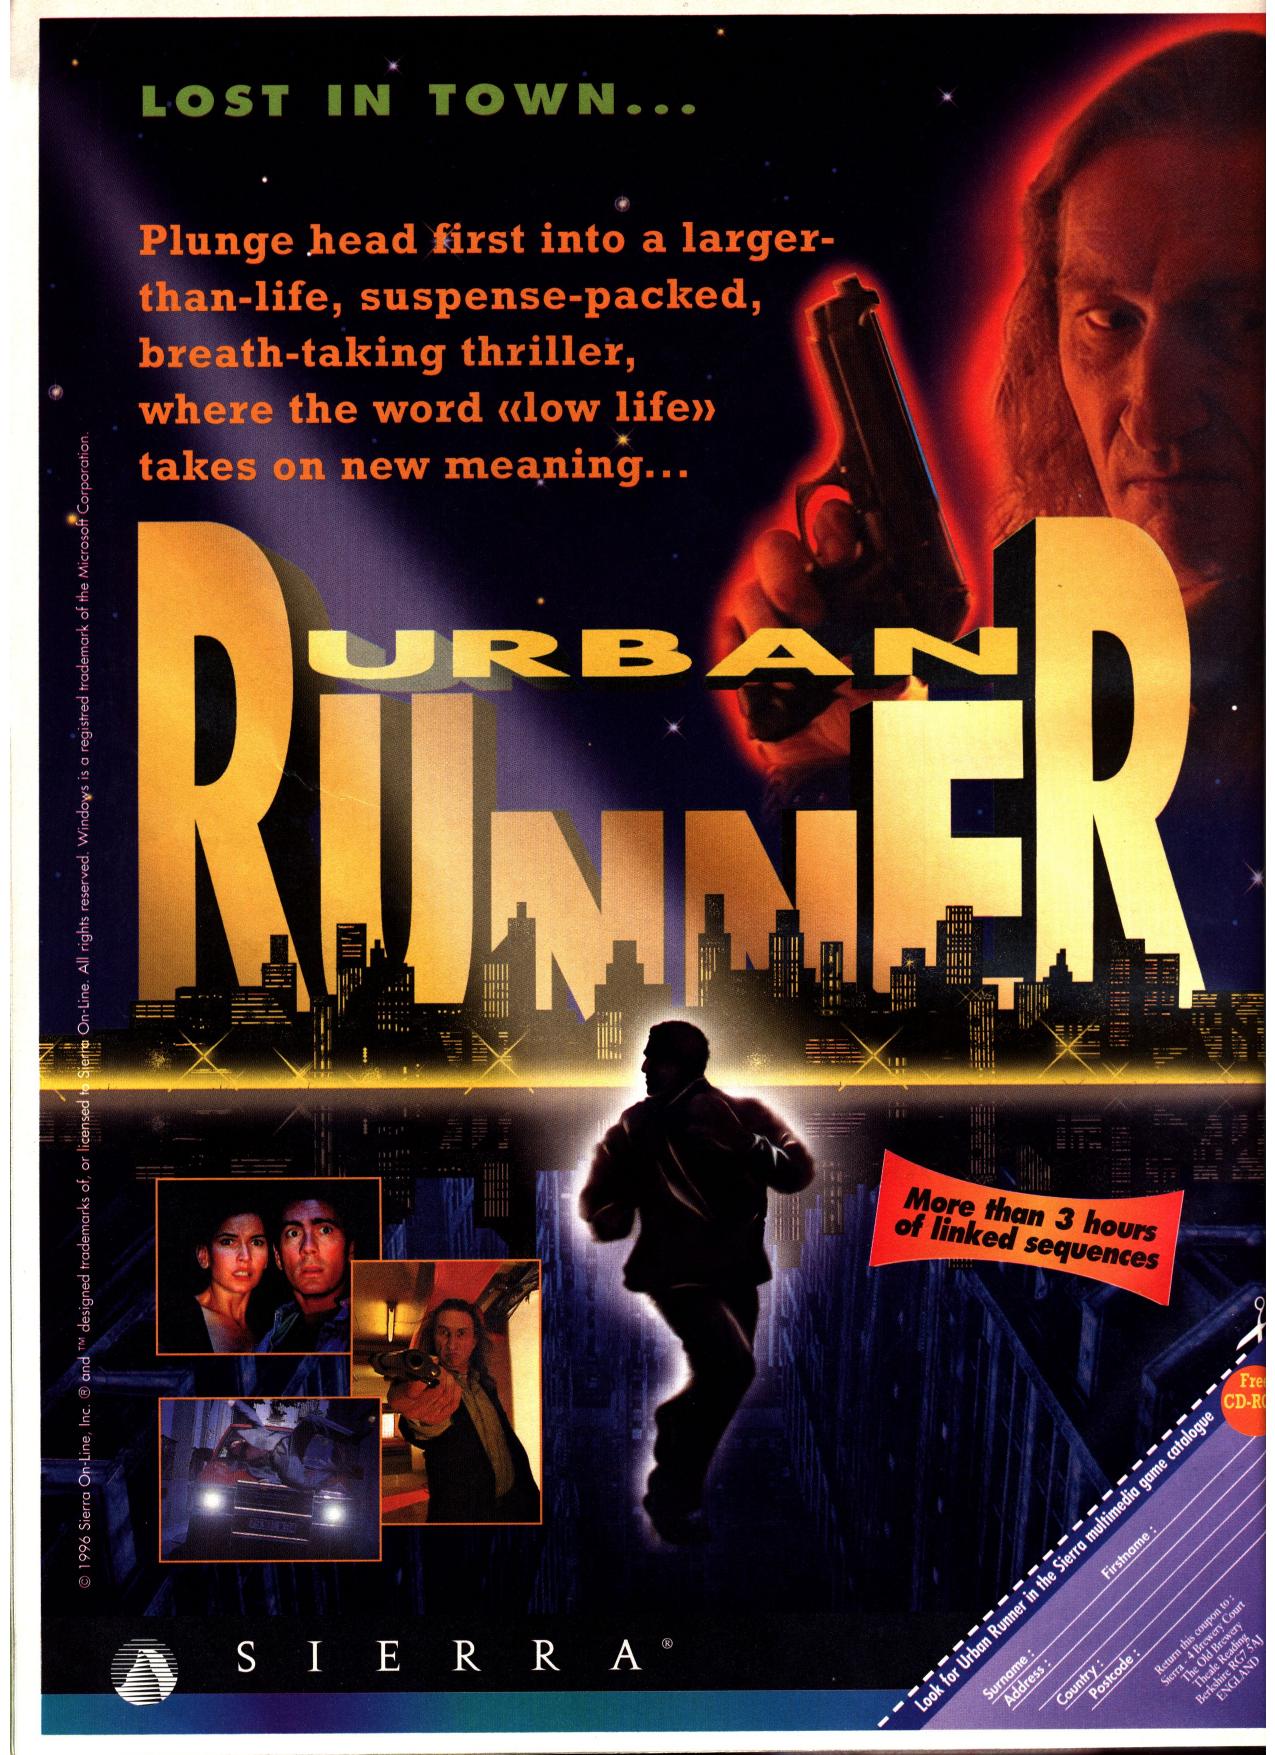 LOST IN TOWN...
Plunge head first into a larger-
than-life, suspense-packed,
breath-taking thriller,
where the word «low life»
takes on new meaning...
URBAN
RUNNER
More than 3 hours
of linked sequences
© 1996 Sierra On-Line, Inc. ® and ™ designed trademarks of, or licensed to Sierra On-Line. All rights reserved. Windows is a registred trademark of the Microsoft Corporation.
SIERRA®
Look for Urban Runner in the Sierra multimedia game catalogue
Surname :
Firstname :
Address :
Country :
Postcode :
Return this coupon to :
Sierra - 4 Brewery Court
The Old Brewery
Theale Reading
Berkshire RG7 5AJ
ENGLAND